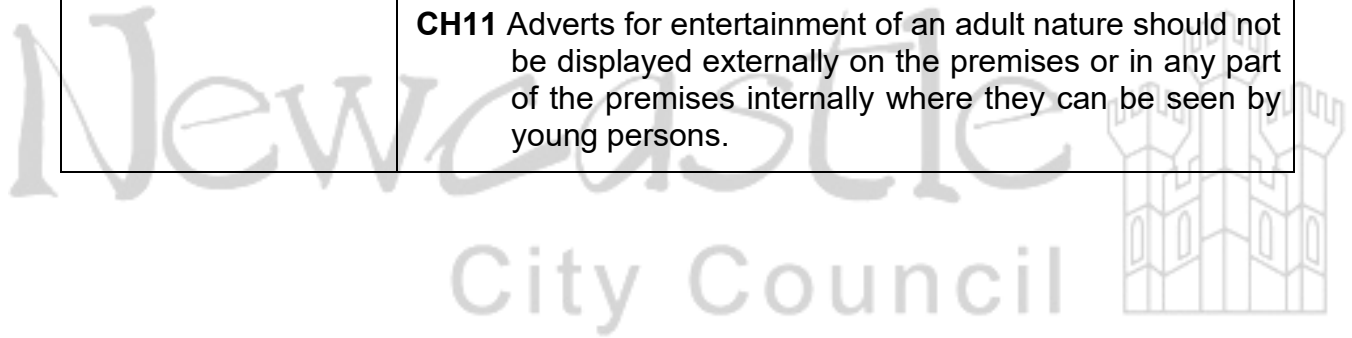 CH11 Adverts for entertainment of an adult nature should not
be displayed externally on the premises or in any part
of the premises internally where they can be seen by
young persons.
Newcastle
City Council